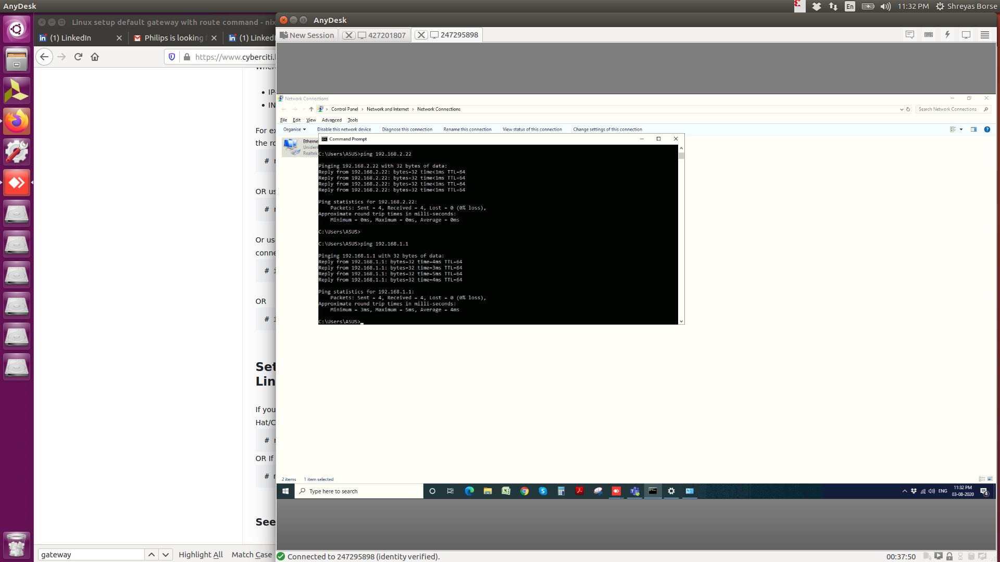 AnyDesk
En
11:32 PM
Shreyas Borse
Linux setup default gateway with route command - nix
(1) LinkedIn
Philips is looking f
(1) Linked
https://www.cyberciti.
IP
IN
For ex
the ro
#
OR us
#
Or use
conne
#
OR
#
Set
Lin
If you
Hat/C
#
OR If
#
See
gateway
Highlight All
Match Case
AnyDesk
New Session
427201807
247295898
Network Connections
Control Panel
Network and Internet
Network Connections
Search Network Connections
File
Edit
View
Advanced
Tools
Organise
Disable this network device
Diagnose this connection
Rename this connection
View status of this connection
Change settings of this connection
Etherne
Uniden
Realtek
Command Prompt
C:\Users\ASUS>ping 192.168.2.22
Pinging 192.168.2.22 with 32 bytes of data:
Reply from 192.168.2.22: bytes=32 time<1ms TTL=64
Reply from 192.168.2.22: bytes=32 time<1ms TTL=64
Reply from 192.168.2.22: bytes=32 time<1ms TTL=64
Reply from 192.168.2.22: bytes=32 time<1ms TTL=64
Ping statistics for 192.168.2.22:
Packets: Sent = 4, Received = 4, Lost = 0 (0% loss),
Approximate round trip times in milli-seconds:
Minimum = 0ms, Maximum = 0ms, Average = 0ms
C:\Users\ASUS>
C:\Users\ASUS>ping 192.168.1.1
Pinging 192.168.1.1 with 32 bytes of data:
Reply from 192.168.1.1: bytes=32 time=4ms TTL=64
Reply from 192.168.1.1: bytes=32 time=3ms TTL=64
Reply from 192.168.1.1: bytes=32 time=5ms TTL=64
Reply from 192.168.1.1: bytes=32 time=4ms TTL=64
Ping statistics for 192.168.1.1:
Packets: Sent = 4, Received = 4, Lost = 0 (0% loss),
Approximate round trip times in milli-seconds:
Minimum = 3ms, Maximum = 5ms, Average = 4ms
C:\Users\ASUS>
2 items
1 item selected
Type here to search
ENG
11:32 PM
03-08-2020
4
Connected to 247295898 (identity verified).
00:37:50